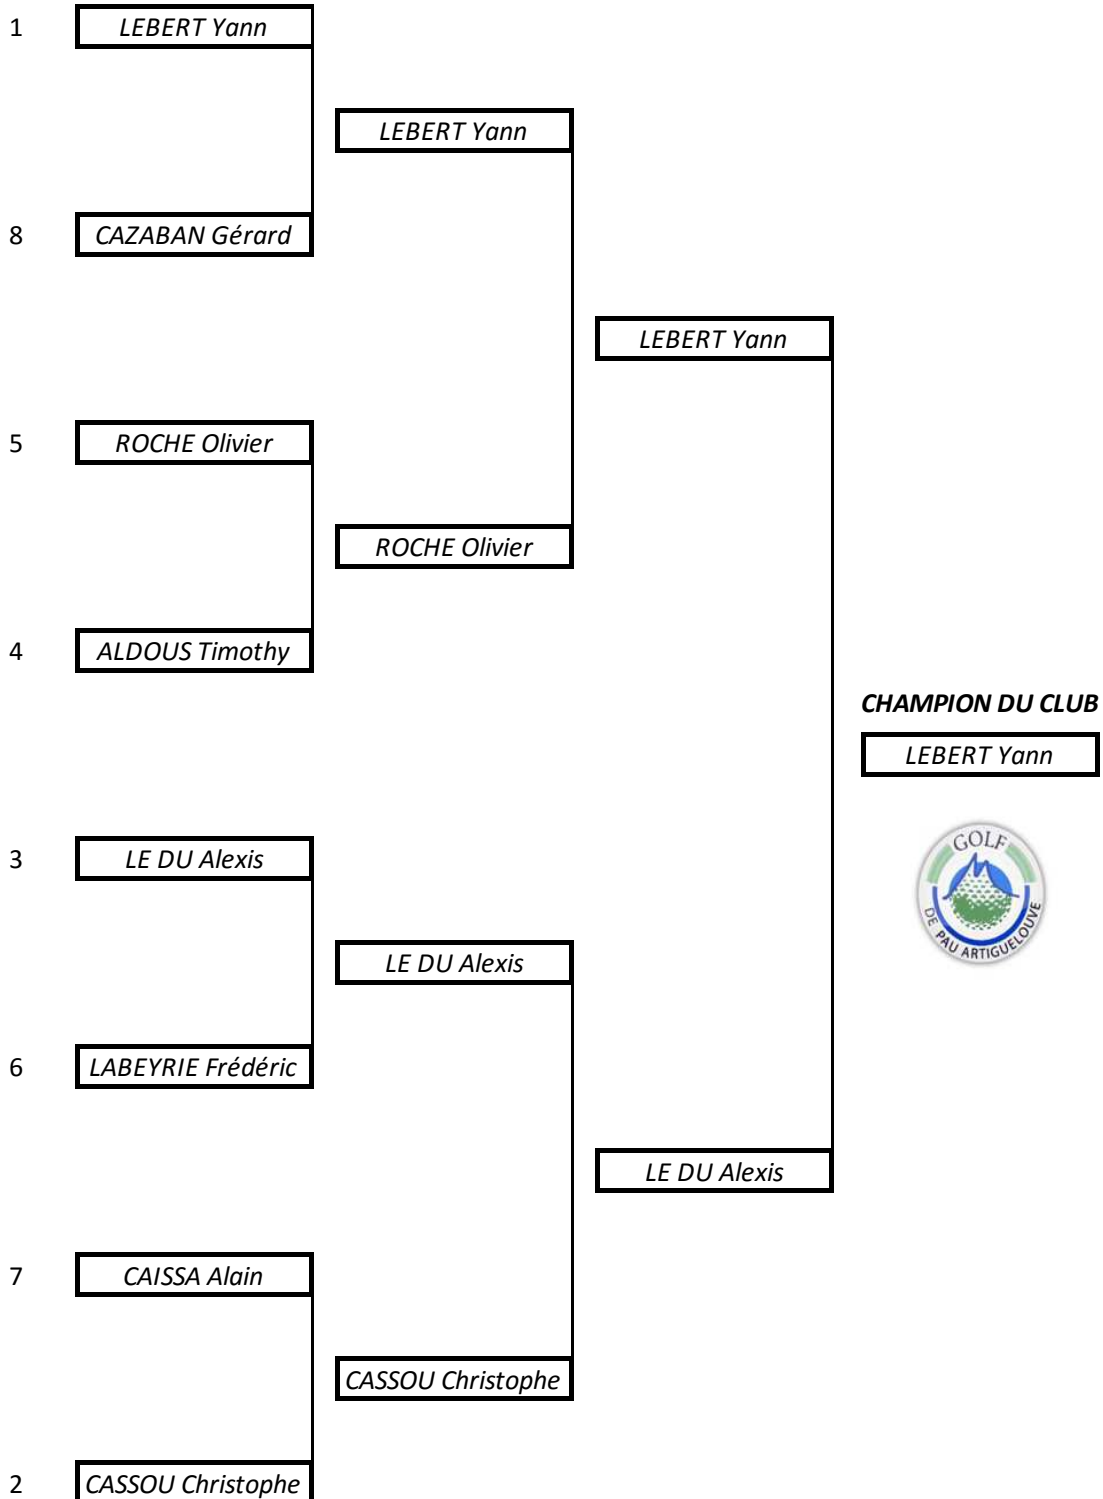 1 LEBERT Yann
LEBERT Yann
8 CAZABAN Gérard
LEBERT Yann
5 ROCHE Olivier
ROCHE Olivier
4 ALDOUS Timothy
CHAMPION DU CLUB
LEBERT Yann
3 LE DU Alexis
GOLF
DE PAU ARTIGUELOUVE
LE DU Alexis
6 LABEYRIE Frédéric
LE DU Alexis
7 CAISSA Alain
CASSOU Christophe
2 CASSOU Christophe